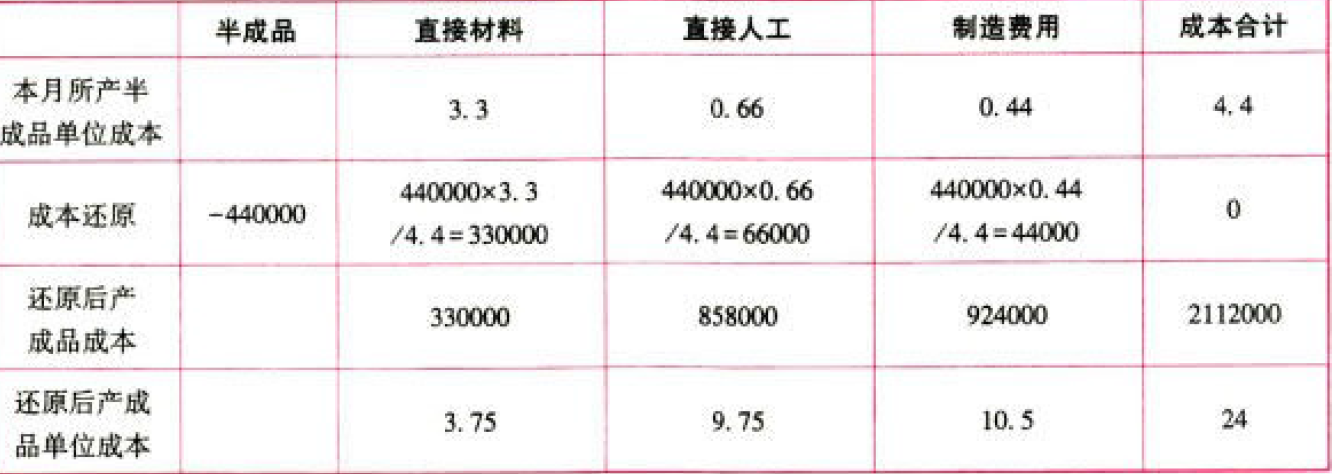 半成品 直接材料 直接人工 制造费用 成本合计
本月所产半
成品单位成本
3.3 0.66 0.44 4.4
成本还原 -440000
440000×3.3
/4.4=330000
440000×0.66
/4.4=66000
440000×0.44
/4.4=44000
0
还原后产
成品成本
330000 858000 924000 2112000
还原后产成
品单位成本
3.75 9.75 10.5 24